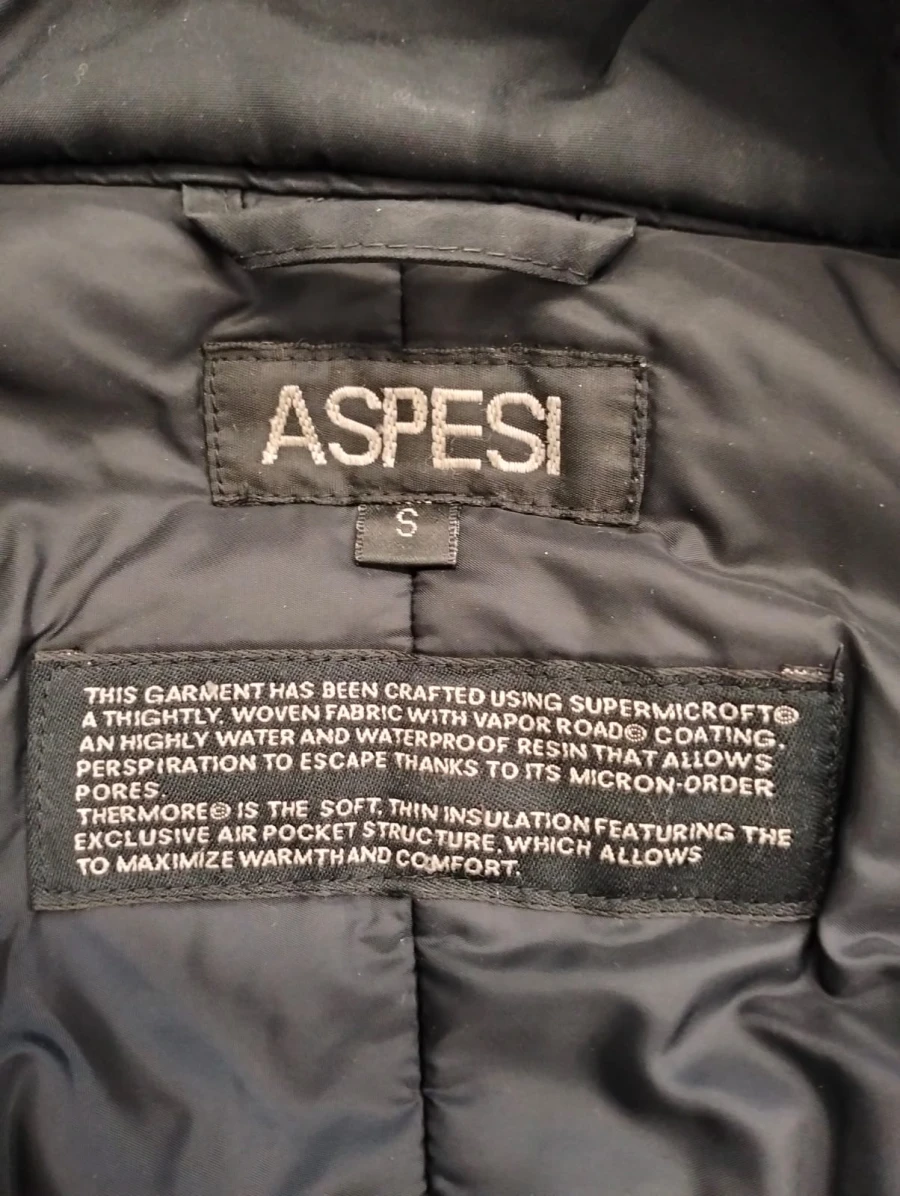 ASPESI
S
THIS GARMENT HAS BEEN CRAFTED USING SUPERMICROFT®
A THIGHTLY, WOVEN FABRIC WITH VAPOR ROAD® COATING,
AN HIGHLY WATER AND WATERPROOF RESIN THAT ALLOWS
PERSPIRATION TO ESCAPE THANKS TO ITS MICRON-ORDER
PORES.
THERMORE® IS THE SOFT, THIN INSULATION FEATURING THE
EXCLUSIVE AIR POCKET STRUCTURE, WHICH ALLOWS
TO MAXIMIZE WARMTH AND COMFORT.